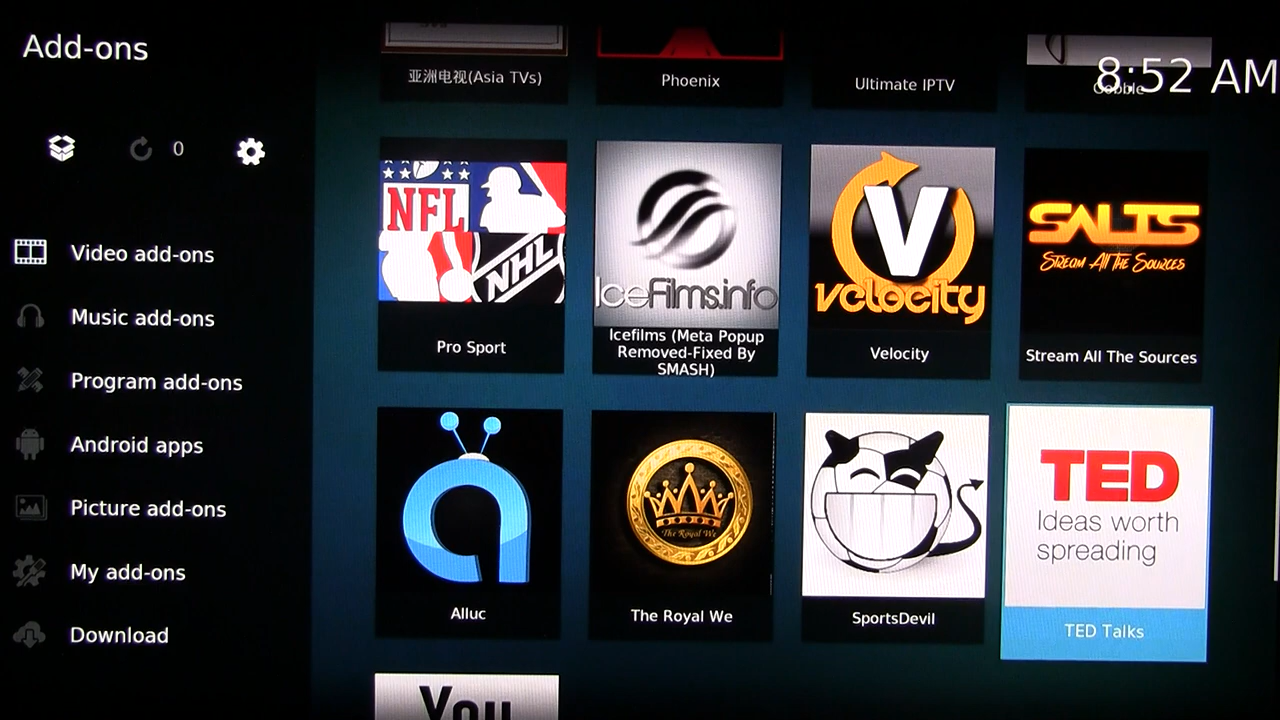 Add-ons
8:52 AM
0
Video add-ons
Music add-ons
Program add-ons
Android apps
Picture add-ons
My add-ons
Download
亚洲电视(Asia TVs)
Phoenix
Ultimate IPTV
Gobble
NFL
NHL
Pro Sport
IceFilms.info
Icefilms (Meta Popup
Removed-Fixed By
SMASH)
V
velocity
Velocity
SALTS
Stream All The Sources
Stream All The Sources
a
Alluc
The Royal We
The Royal We
SportsDevil
TED
Ideas worth
spreading
TED Talks
You